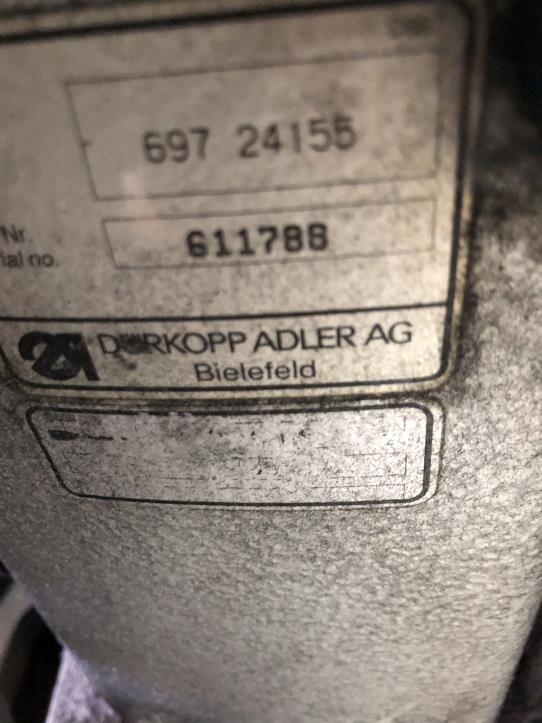 697 24155
Nr.
ial no.
611788
DÜRKOPP ADLER AG
Bielefeld